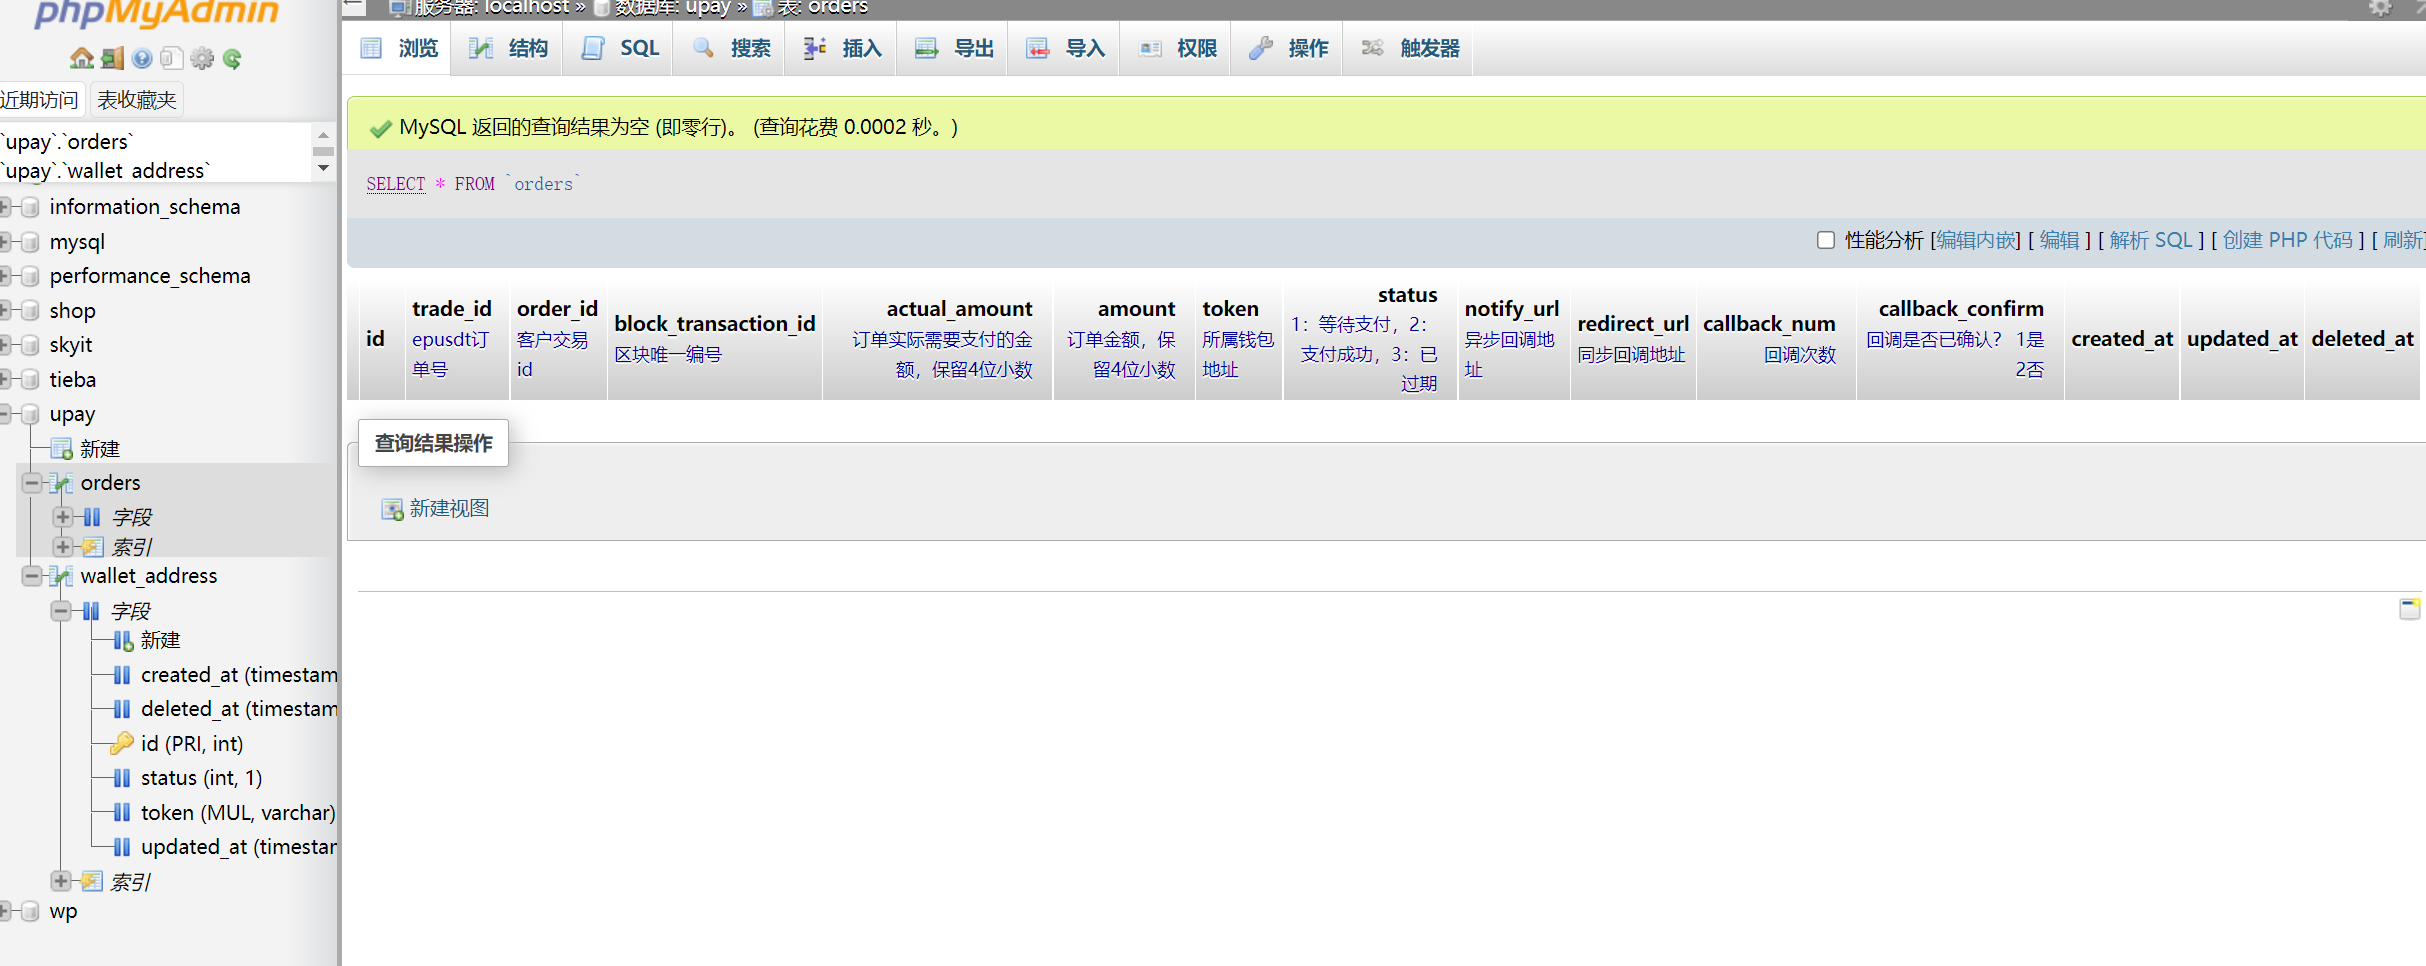 phpMyAdmin
近期访问 表收藏夹
`upay`.`orders`
`upay`.`wallet_address`
information_schema
mysql
performance_schema
shop
skyit
tieba
upay
新建
orders
字段
索引
wallet_address
字段
新建
created_at (timestam
deleted_at (timestam
id (PRI, int)
status (int, 1)
token (MUL, varchar)
updated_at (timestar
索引
wp
服务器: localhost » 数据库: upay » 表: orders
浏览 结构 SQL 搜索 插入 导出 导入 权限 操作 触发器
MySQL 返回的查询结果为空 (即零行)。 (查询花费 0.0002 秒。)
SELECT * FROM `orders`
性能分析 [编辑内嵌] [ 编辑 ] [ 解析 SQL ] [ 创建 PHP 代码 ] [ 刷新]
id
trade_id
epusdt订
单号
order_id
客户交易
id
block_transaction_id
区块唯一编号
actual_amount
订单实际需要支付的金
额，保留4位小数
amount
订单金额，保
留4位小数
token
所属钱包
地址
status
1：等待支付，2：
支付成功，3：已
过期
notify_url
异步回调地
址
redirect_url
同步回调地址
callback_num
回调次数
callback_confirm
回调是否已确认？ 1是
2否
created_at
updated_at
deleted_at
查询结果操作
新建视图